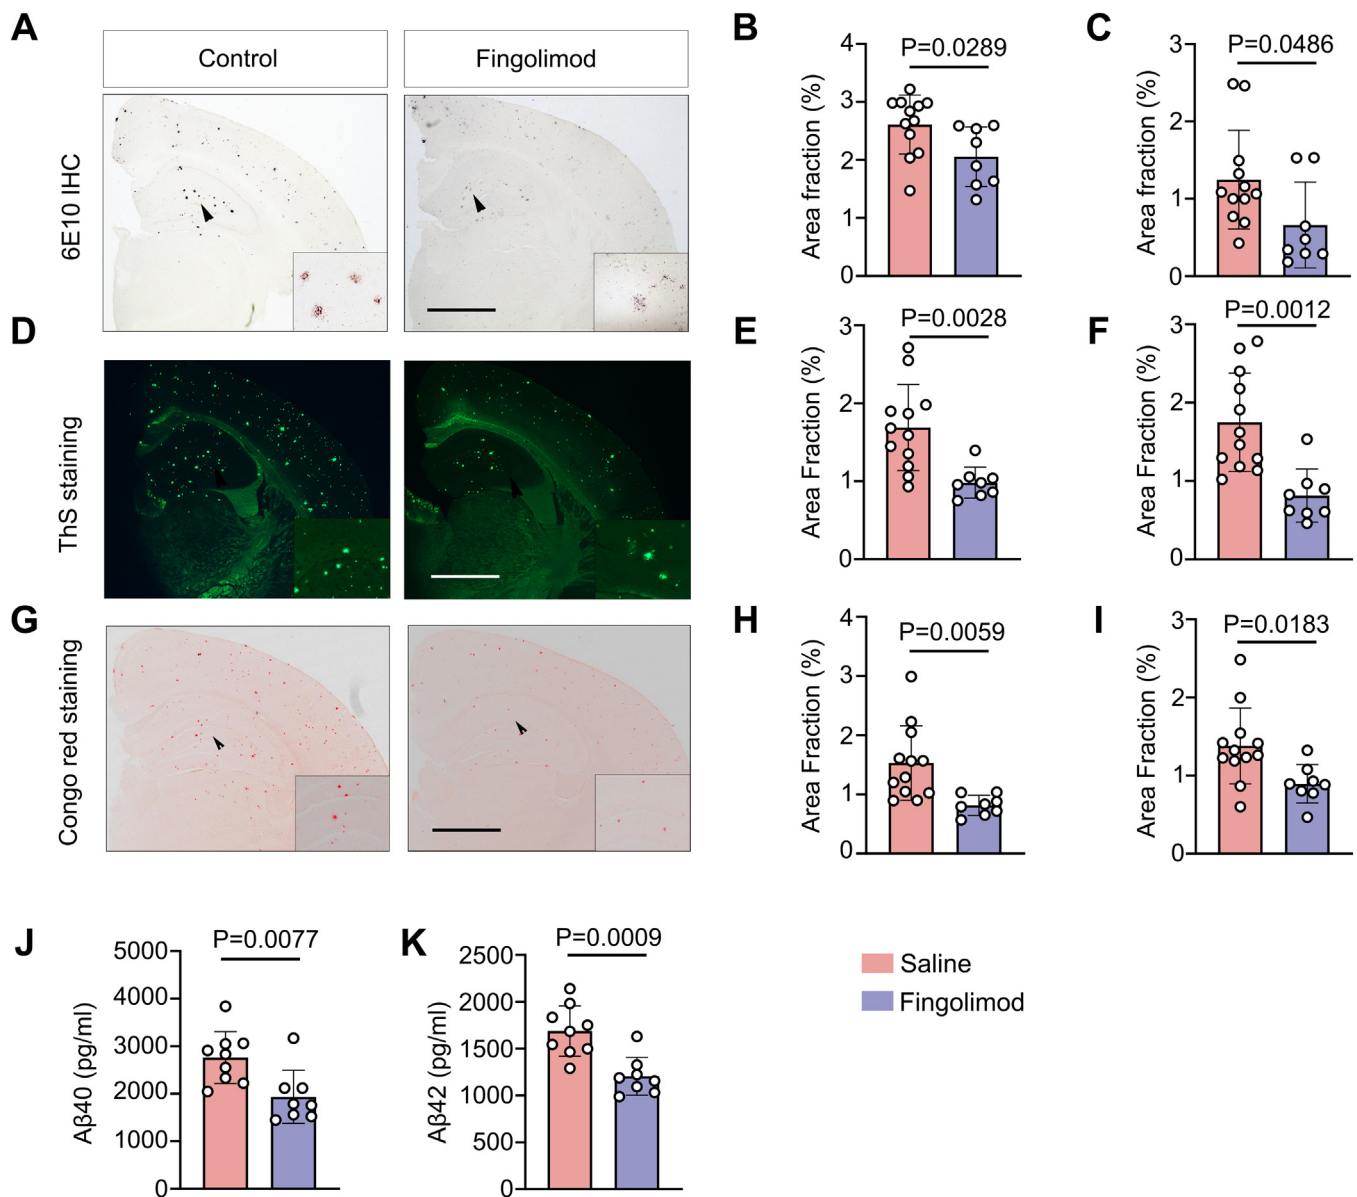 A
Control
Fingolimod
6E10 IHC
B
P=0.0289
Area fraction (%)
4
3
2
1
0
C
P=0.0486
Area fraction (%)
3
2
1
0
D
ThS staining
E
P=0.0028
Area Fraction (%)
3
2
1
0
F
P=0.0012
Area Fraction (%)
3
2
1
0
G
Congo red staining
H
P=0.0059
Area Fraction (%)
4
3
2
1
0
I
P=0.0183
Area Fraction (%)
3
2
1
0
J
P=0.0077
Aβ40 (pg/ml)
5000
4000
3000
2000
1000
0
K
P=0.0009
Aβ42 (pg/ml)
2500
2000
1500
1000
500
0
Saline
Fingolimod